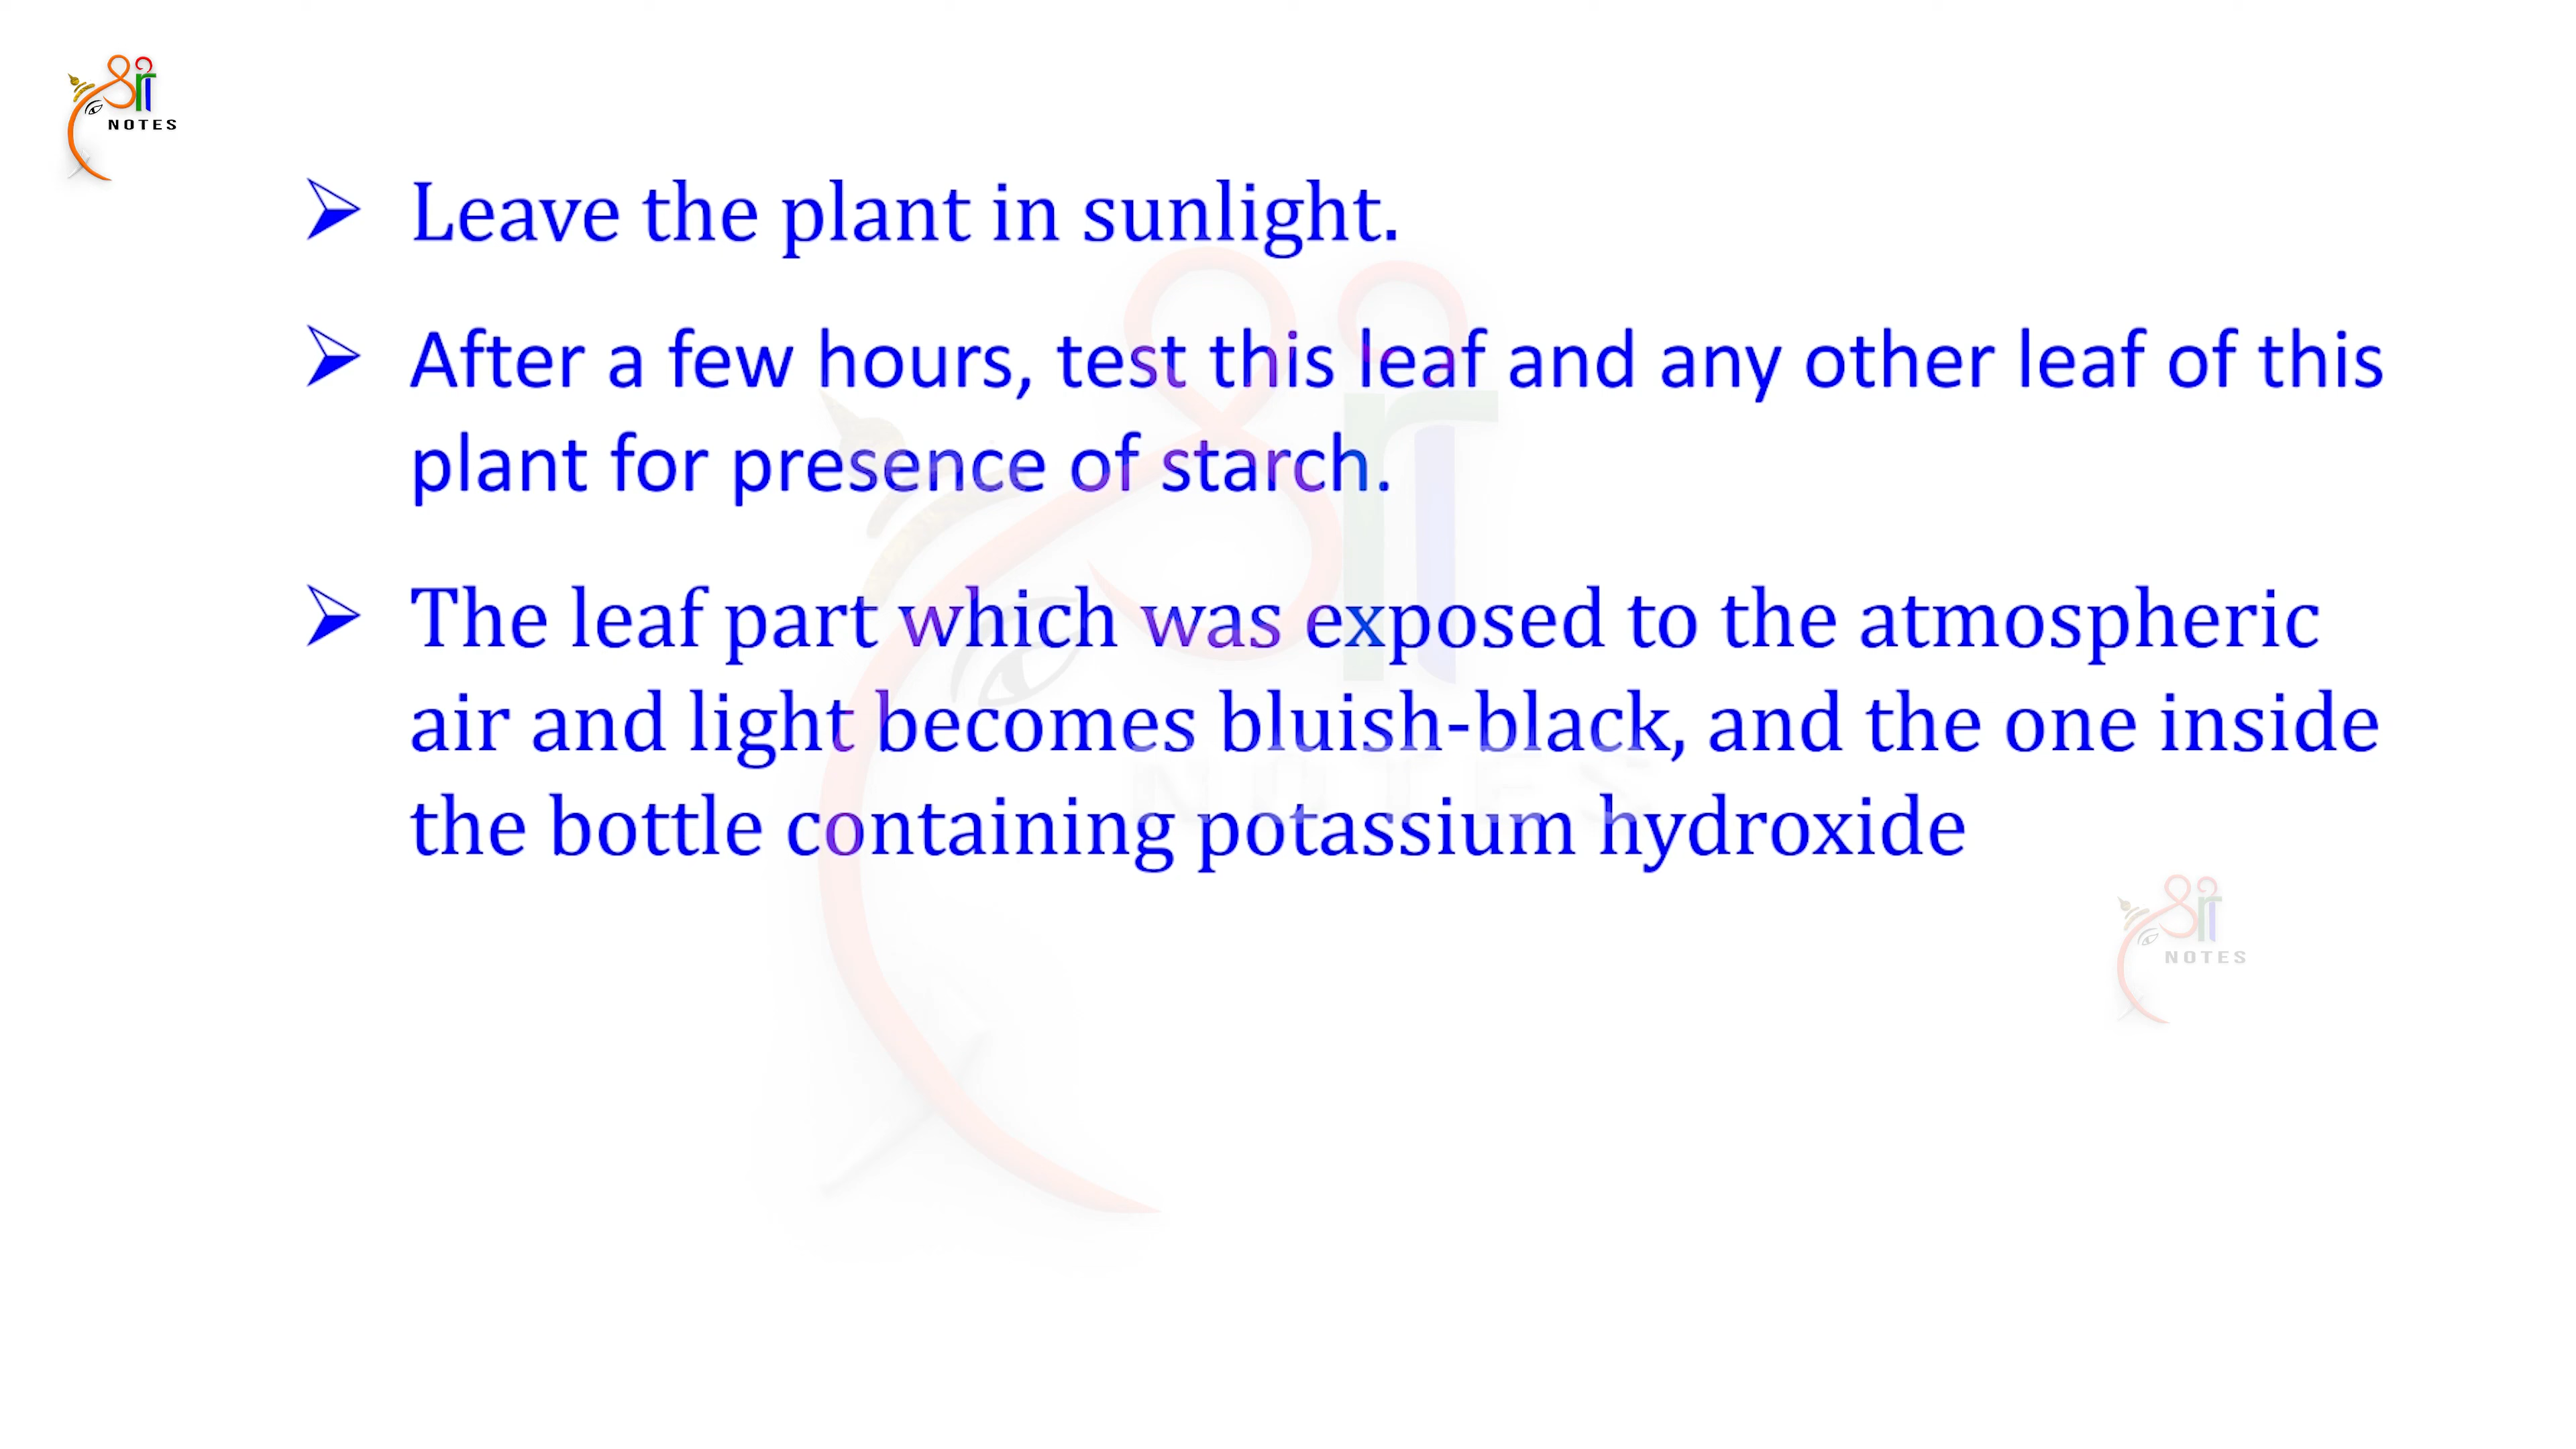 श्री
NOTES
➢ Leave the plant in sunlight.
➢ After a few hours, test this leaf and any other leaf of this
plant for presence of starch.
➢ The leaf part which was exposed to the atmospheric
air and light becomes bluish-black, and the one inside
the bottle containing potassium hydroxide
NOTES
NOTES